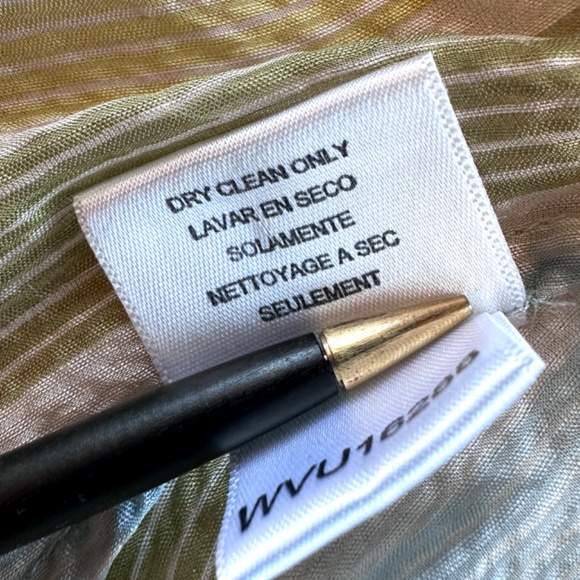 DRY CLEAN ONLY
LAVAR EN SECO
SOLAMENTE
NETTOYAGE A SEC
SEULEMENT
WVU16200